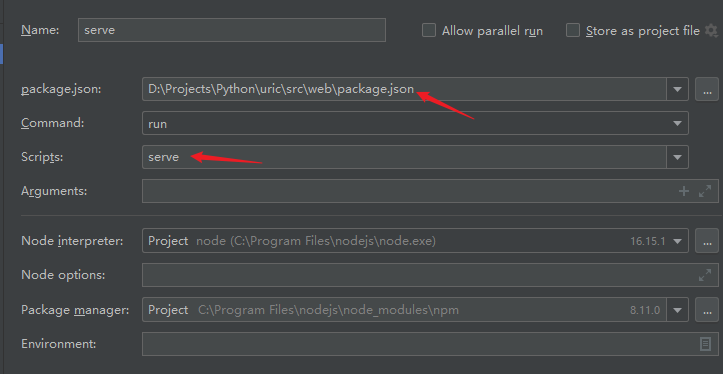 Name: serve Allow parallel run Store as project file
package.json: D:\Projects\Python\uric\src\web\package.json ...
Command: run
Scripts: serve
Arguments:
Node interpreter: Project node (C:\Program Files\nodejs\node.exe) 16.15.1 ...
Node options:
Package manager: Project C:\Program Files\nodejs\node_modules\npm 8.11.0 ...
Environment: